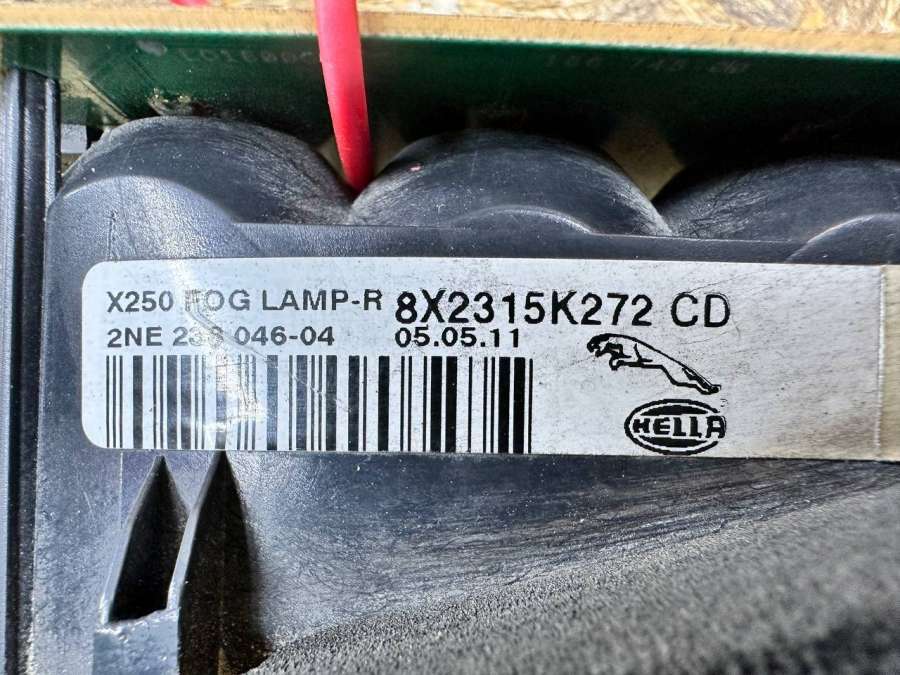 X250 FOG LAMP-R 8X2315K272 CD
2NE 046-04 05.05.11
HELLA